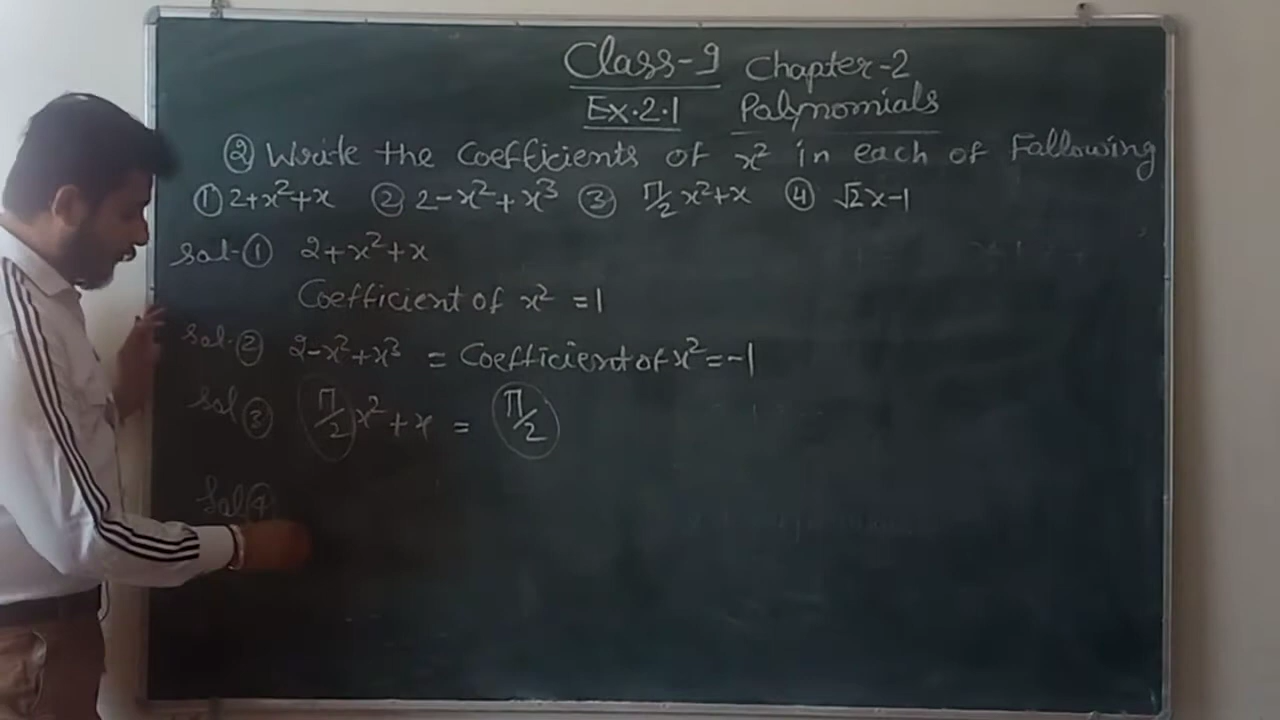 Class-9 Chapter-2
Ex.2.1 Polynomials
② Write the Coefficients of x² in each of Following
① 2+x²+x ② 2-x²+x³ ③ π/2 x²+x ④ √2x-1
Sol-① 2+x²+x
Coefficient of x² = 1
Sol-② 2-x²+x³ = Coefficient of x² = -1
Sol ③ π/2 x²+x = π/2
Sol ④